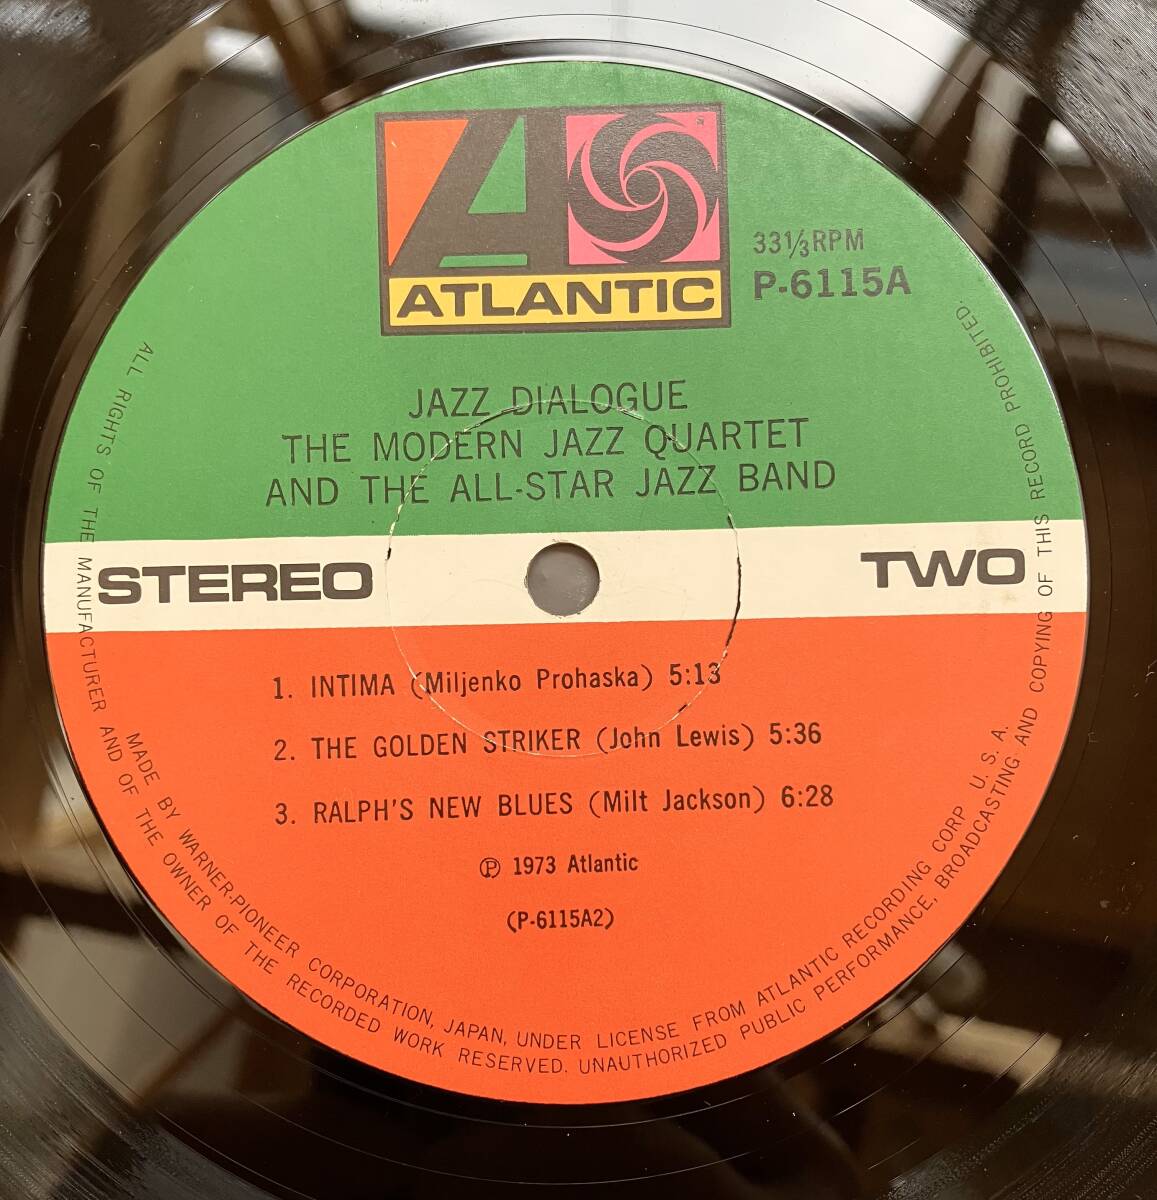 ATLANTIC
33⅓RPM
P-6115A
JAZZ DIALOGUE
THE MODERN JAZZ QUARTET
AND THE ALL-STAR JAZZ BAND
STEREO
TWO
1. INTIMA (Miljenko Prohaska) 5:13
2. THE GOLDEN STRIKER (John Lewis) 5:36
3. RALPH'S NEW BLUES (Milt Jackson) 6:28
Ⓟ 1973 Atlantic
(P-6115A2)
MADE BY WARNER-PIONEER CORPORATION, JAPAN, UNDER LICENSE FROM ATLANTIC RECORDING CORP U. S. A.
ALL RIGHTS OF THE MANUFACTURER AND OF THE OWNER OF THE RECORDED WORK RESERVED. UNAUTHORIZED PUBLIC PERFORMANCE, BROADCASTING AND COPYING OF THIS RECORD PROHIBITED